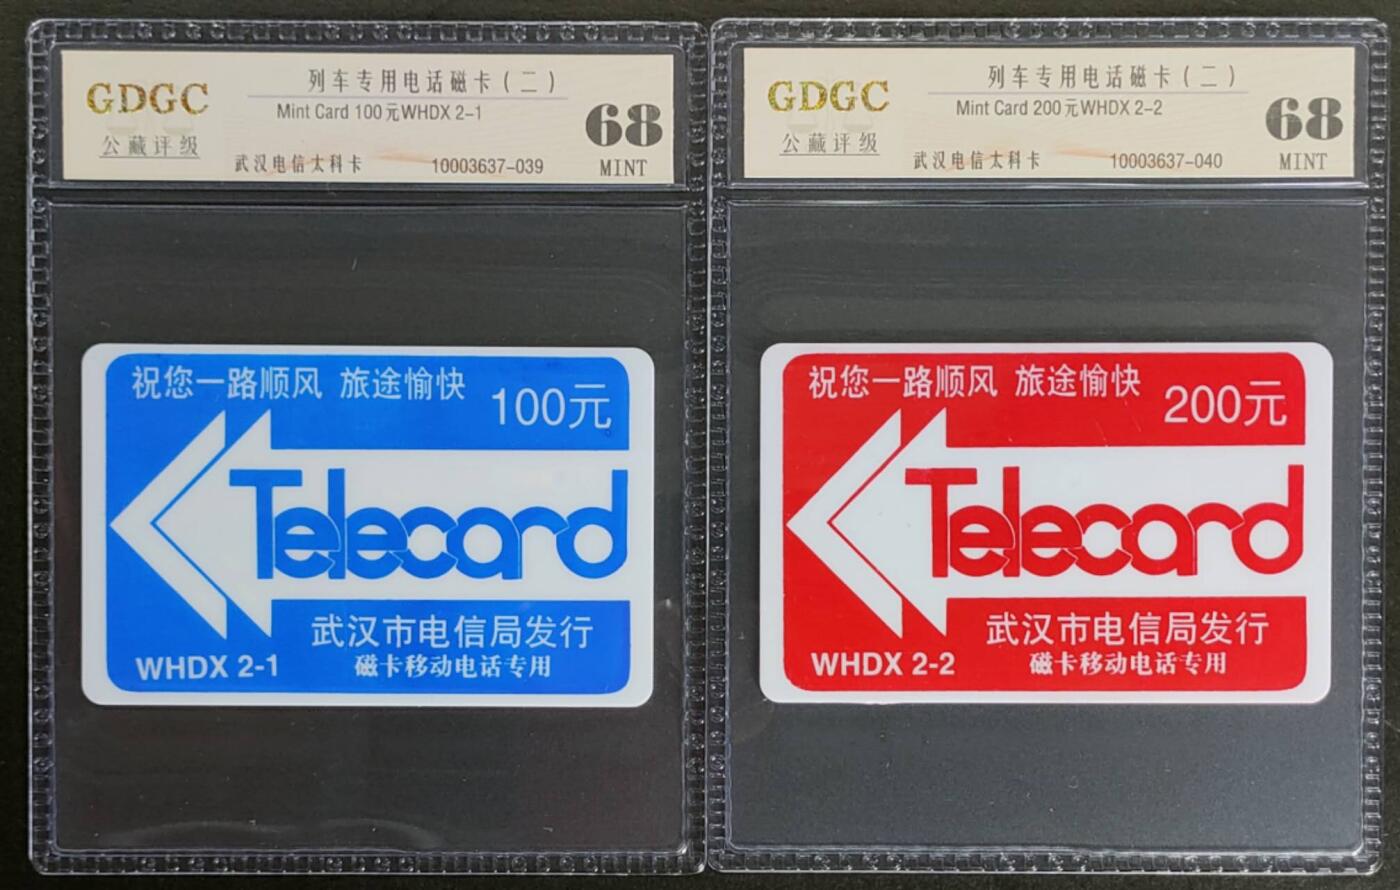 GDGC
公藏评级
列车专用电话磁卡(二)
Mint Card 100元WHDX 2-1
武汉电信太科卡
10003637-039
68
MINT
祝您一路顺风 旅途愉快
100元
Telecard
武汉市电信局发行
WHDX 2-1
磁卡移动电话专用
GDGC
公藏评级
列车专用电话磁卡(二)
Mint Card 200元WHDX 2-2
武汉电信太科卡
10003637-040
68
MINT
祝您一路顺风 旅途愉快
200元
Telecard
武汉市电信局发行
WHDX 2-2
磁卡移动电话专用